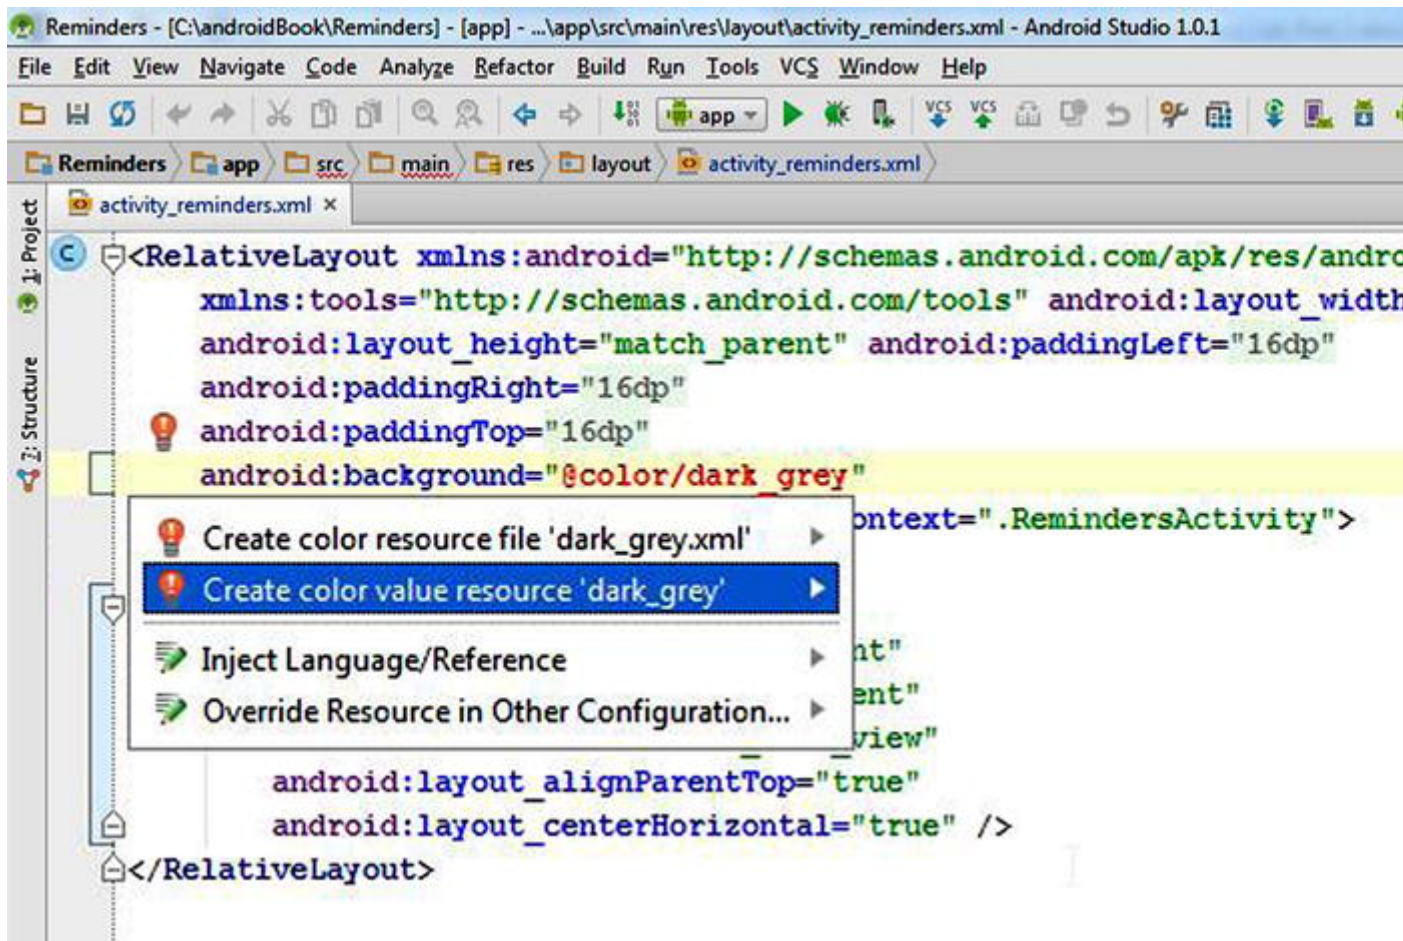 Reminders - [C:\androidBook\Reminders] - [app] - ...\app\src\main\res\layout\activity_reminders.xml - Android Studio 1.0.1
File Edit View Navigate Code Analyze Refactor Build Run Tools VCS Window Help
app VCS VCS
Reminders app src main res layout activity_reminders.xml
1: Project
2: Structure
activity_reminders.xml ×
C <RelativeLayout xmlns:android="http://schemas.android.com/apk/res/andro
xmlns:tools="http://schemas.android.com/tools" android:layout_width
android:layout_height="match_parent" android:paddingLeft="16dp"
android:paddingRight="16dp"
android:paddingTop="16dp"
android:background="@color/dark_grey"
ontext=".RemindersActivity">
Create color resource file 'dark_grey.xml'
Create color value resource 'dark_grey'
Inject Language/Reference
nt"
ent"
Override Resource in Other Configuration...
view"
android:layout_alignParentTop="true"
android:layout_centerHorizontal="true" />
</RelativeLayout>